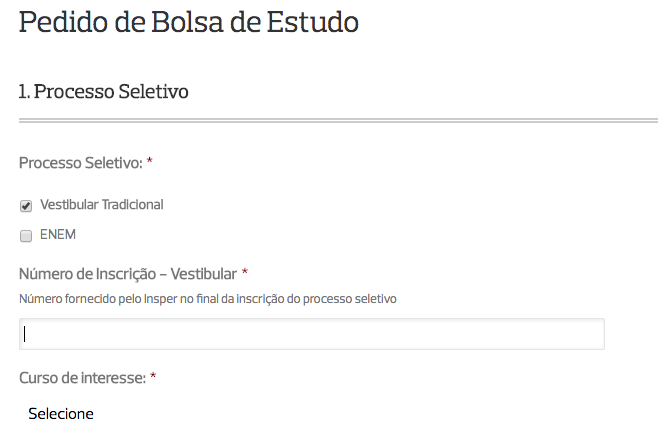 Pedido de Bolsa de Estudo
1. Processo Seletivo
Processo Seletivo: *
Vestibular Tradicional
ENEM
Número de Inscrição – Vestibular *
Número fornecido pelo Insper no final da inscrição do processo seletivo
Curso de interesse: *
Selecione